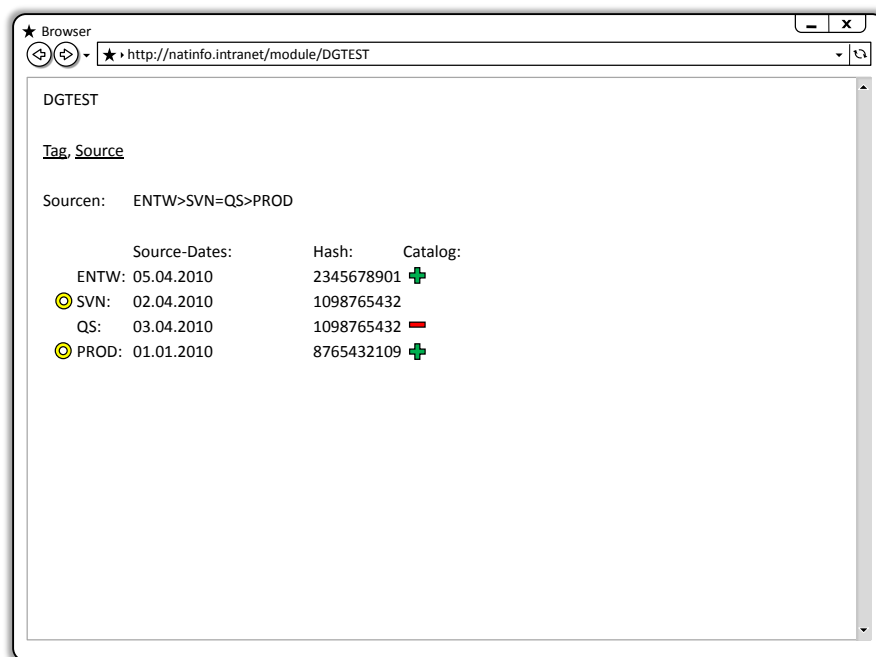 Browser
http://natinfo.intranet/module/DGTEST
DGTEST
Tag, Source
Sourcen: ENTW>SVN=QS>PROD
Source-Dates: Hash: Catalog:
ENTW: 05.04.2010 2345678901
SVN: 02.04.2010 1098765432
QS: 03.04.2010 1098765432
PROD: 01.01.2010 8765432109